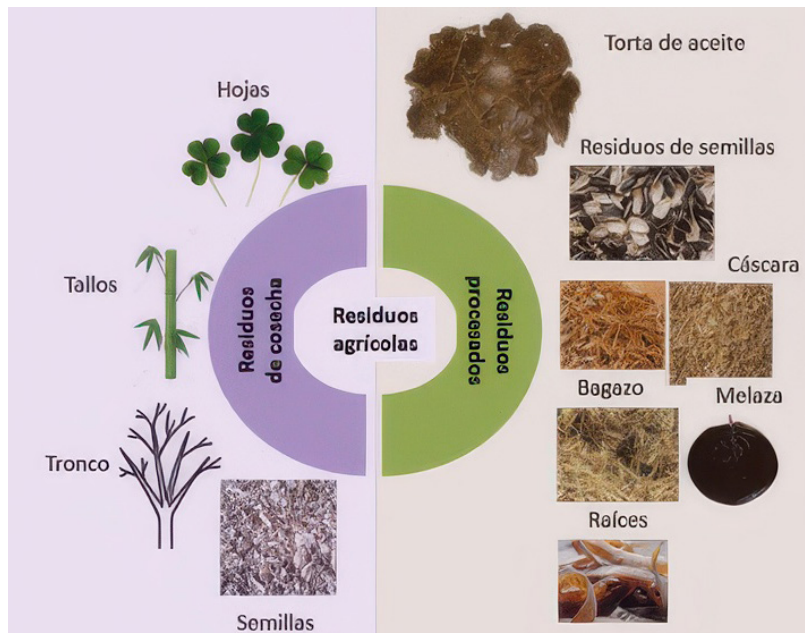 Hojas
Tallos
Tronco
Semillas
Residuos
de cosecha
Residuos
agrícolas
Residuos
procesados
Torta de aceite
Residuos de semillas
Cáscara
Bagazo
Melaza
Raíces